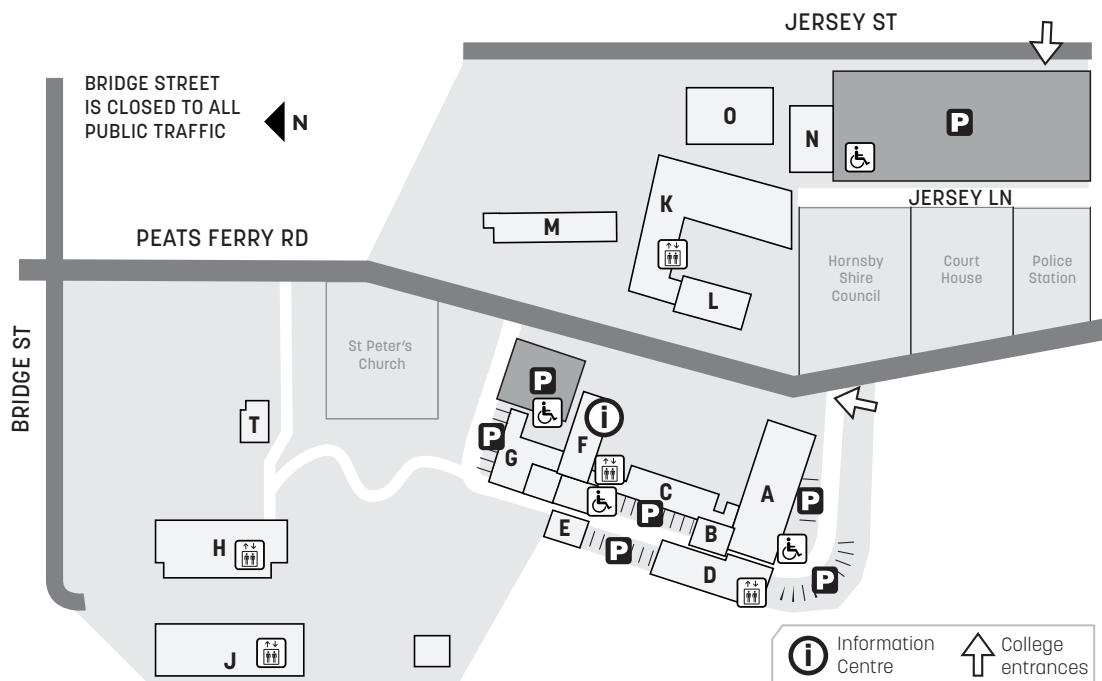 JERSEY ST
BRIDGE STREET
IS CLOSED TO ALL
PUBLIC TRAFFIC
N
O
N
P
JERSEY LN
K
M
PEATS FERRY RD
Hornsby
Shire
Council
Court
House
Police
Station
L
BRIDGE ST
St Peter's
Church
P
i
T
P
F
G
C
A
P
P
E
B
H
P
D
P
J
i
Information
Centre
College
entrances